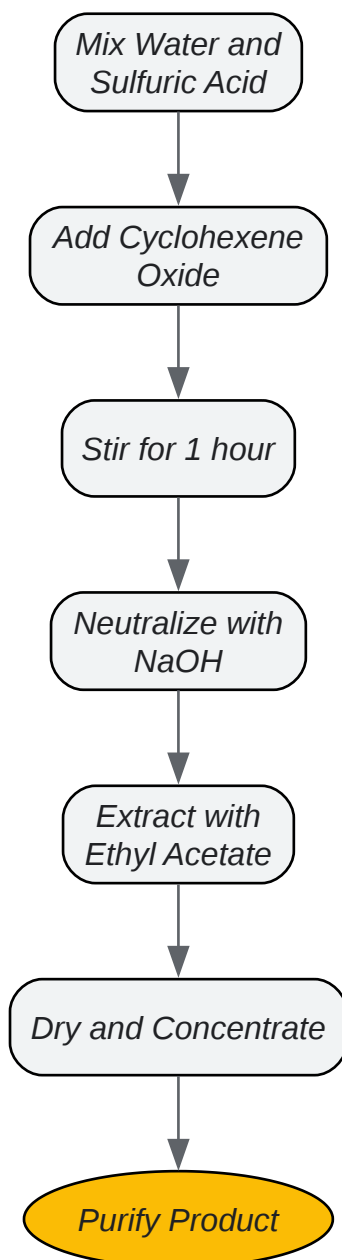 Mix Water and
Sulfuric Acid
Add Cyclohexene
Oxide
Stir for 1 hour
Neutralize with
NaOH
Extract with
Ethyl Acetate
Dry and Concentrate
Purify Product